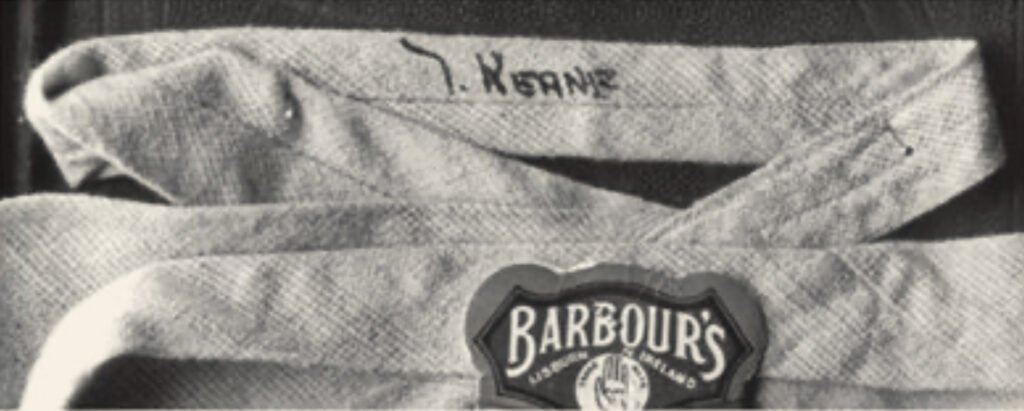 T. KEANE
BARBOUR'S
LISBURN IRELAND